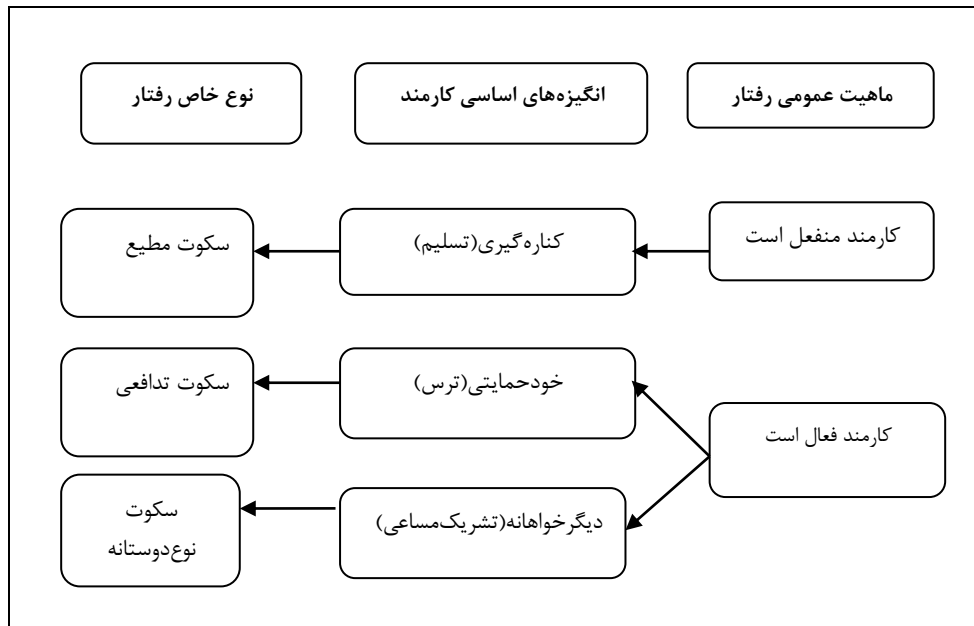 ماهیت عمومی رفتار
انگیزه‌های اساسی کارمند
نوع خاص رفتار
کارمند منفعل است
کناره‌گیری(تسلیم)
سکوت مطیع
کارمند فعال است
خودحمایتی(ترس)
سکوت تدافعی
دیگرخواهانه(تشریک‌مساعی)
سکوت
نوع‌دوستانه